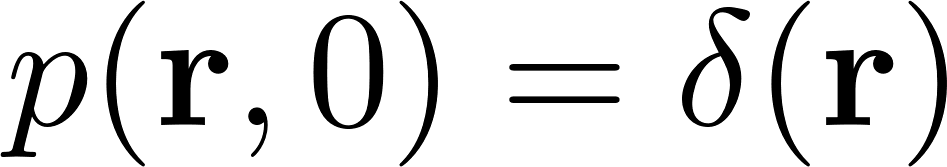 p(𝐫, 0) = δ(𝐫)